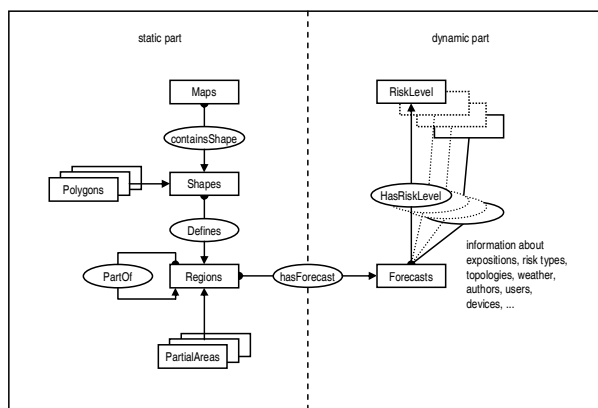 static part
dynamic part
Maps
RiskLevel
containsShape
Polygons
Shapes
HasRiskLevel
Defines
PartOf
Regions
hasForecast
Forecasts
information about
expositions, risk types,
topologies, weather,
authors, users,
devices, ...
PartialAreas